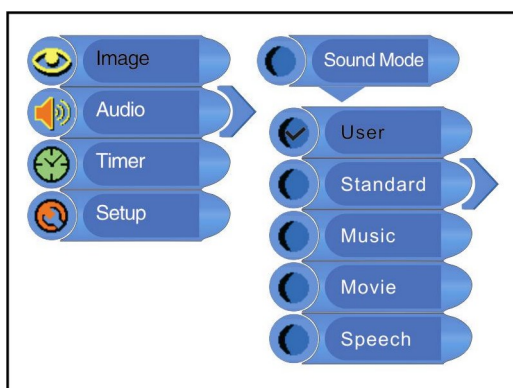 Image
Audio
Timer
Setup
Sound Mode
User
Standard
Music
Movie
Speech